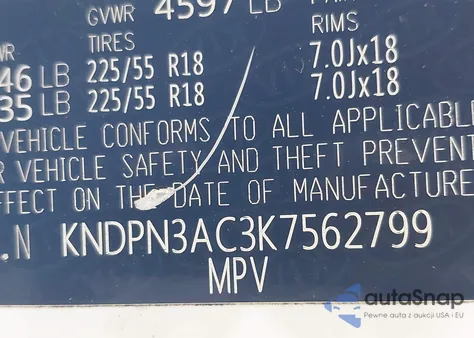 GVWR 4597 LB
WR TIRES RIMS
46 LB 225/55 R18 7.0Jx18
35 LB 225/55 R18 7.0Jx18
VEHICLE CONFORMS TO ALL APPLICABLE
R VEHICLE SAFETY AND THEFT PREVENT
FFECT ON THE DATE OF MANUFACTURE
.N KNDPN3AC3K7562799
MPV
autaSnap
Pewne auta z aukcji USA i EU